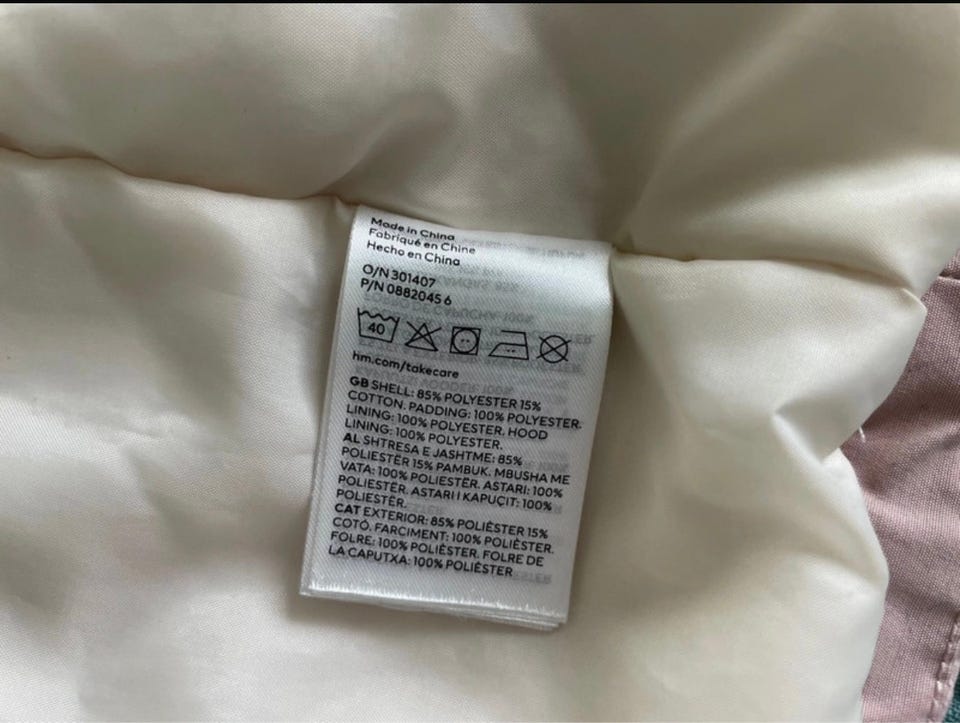 Made in China
Fabriqué en Chine
Hecho en China
O/N 301407
P/N 0882045 6
40
hm.com/takecare
GB SHELL: 85% POLYESTER 15%
COTTON. PADDING: 100% POLYESTER.
LINING: 100% POLYESTER. HOOD
LINING: 100% POLYESTER.
AL SHTRESA E JASHTME: 85%
POLIESTËR 15% PAMBUK. MBUSHA ME
VATA: 100% POLIESTËR. ASTARI: 100%
POLIESTËR. ASTARI I KAPUÇIT: 100%
POLIESTËR.
CAT EXTERIOR: 85% POLIÈSTER 15%
COTÓ. FARCIMENT: 100% POLIÈSTER.
FOLRE: 100% POLIÈSTER. FOLRE DE
LA CAPUTXA: 100% POLIÈSTER